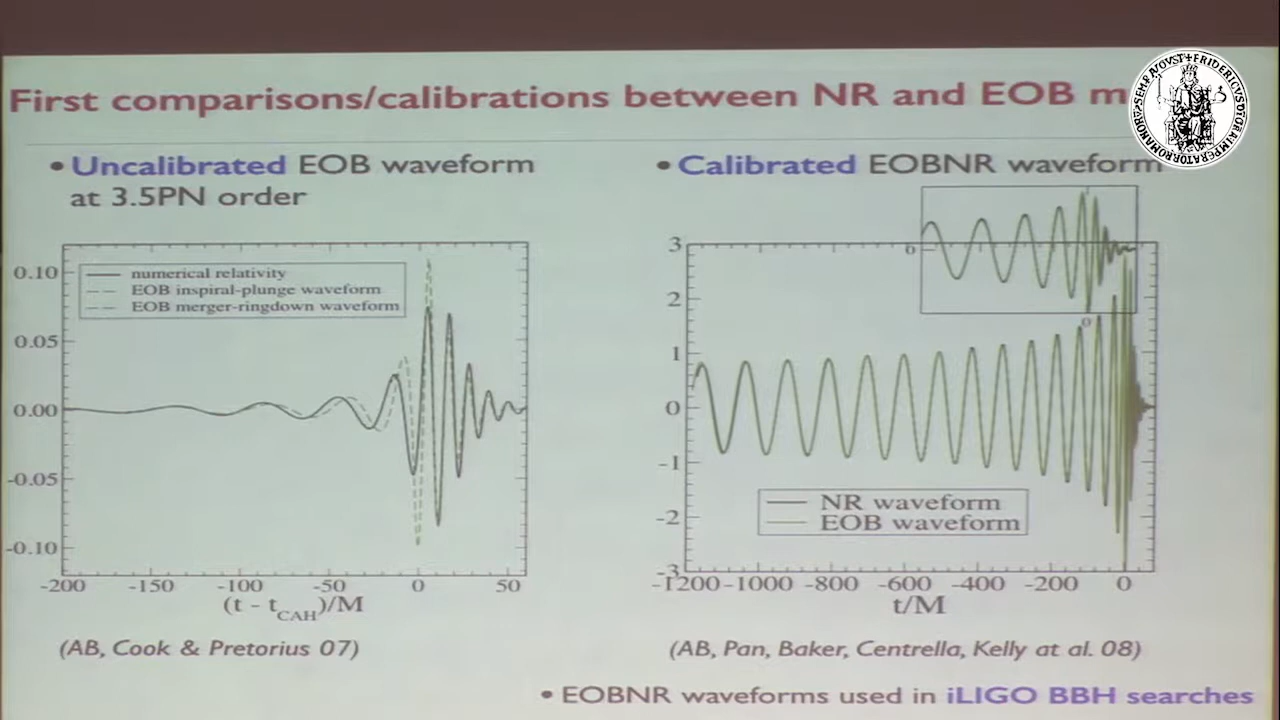 First comparisons/calibrations between NR and EOB m
• Uncalibrated EOB waveform
at 3.5PN order
• Calibrated EOBNR waveform
numerical relativity
EOB inspiral-plunge waveform
EOB merger-ringdown waveform
0.10
0.05
0.00
-0.05
-0.10
-200 -150 -100 -50 0 50
(t - tCAH)/M
(AB, Cook & Pretorius 07)
0
0
3
2
1
0
-1
-2
-3
NR waveform
EOB waveform
-1200 -1000 -800 -600 -400 -200 0
t/M
(AB, Pan, Baker, Centrella, Kelly at al. 08)
• EOBNR waveforms used in iLIGO BBH searches